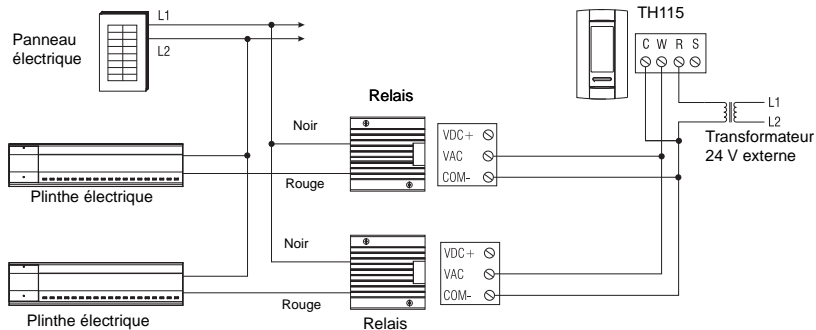 L1
L2
Panneau
électrique
TH115
C W R S
L1
L2
Transformateur
24 V externe
Relais
Noir
Rouge
VDC+
VAC
COM-
Plinthe électrique
Noir
Rouge
VDC+
VAC
COM-
Plinthe électrique
Relais